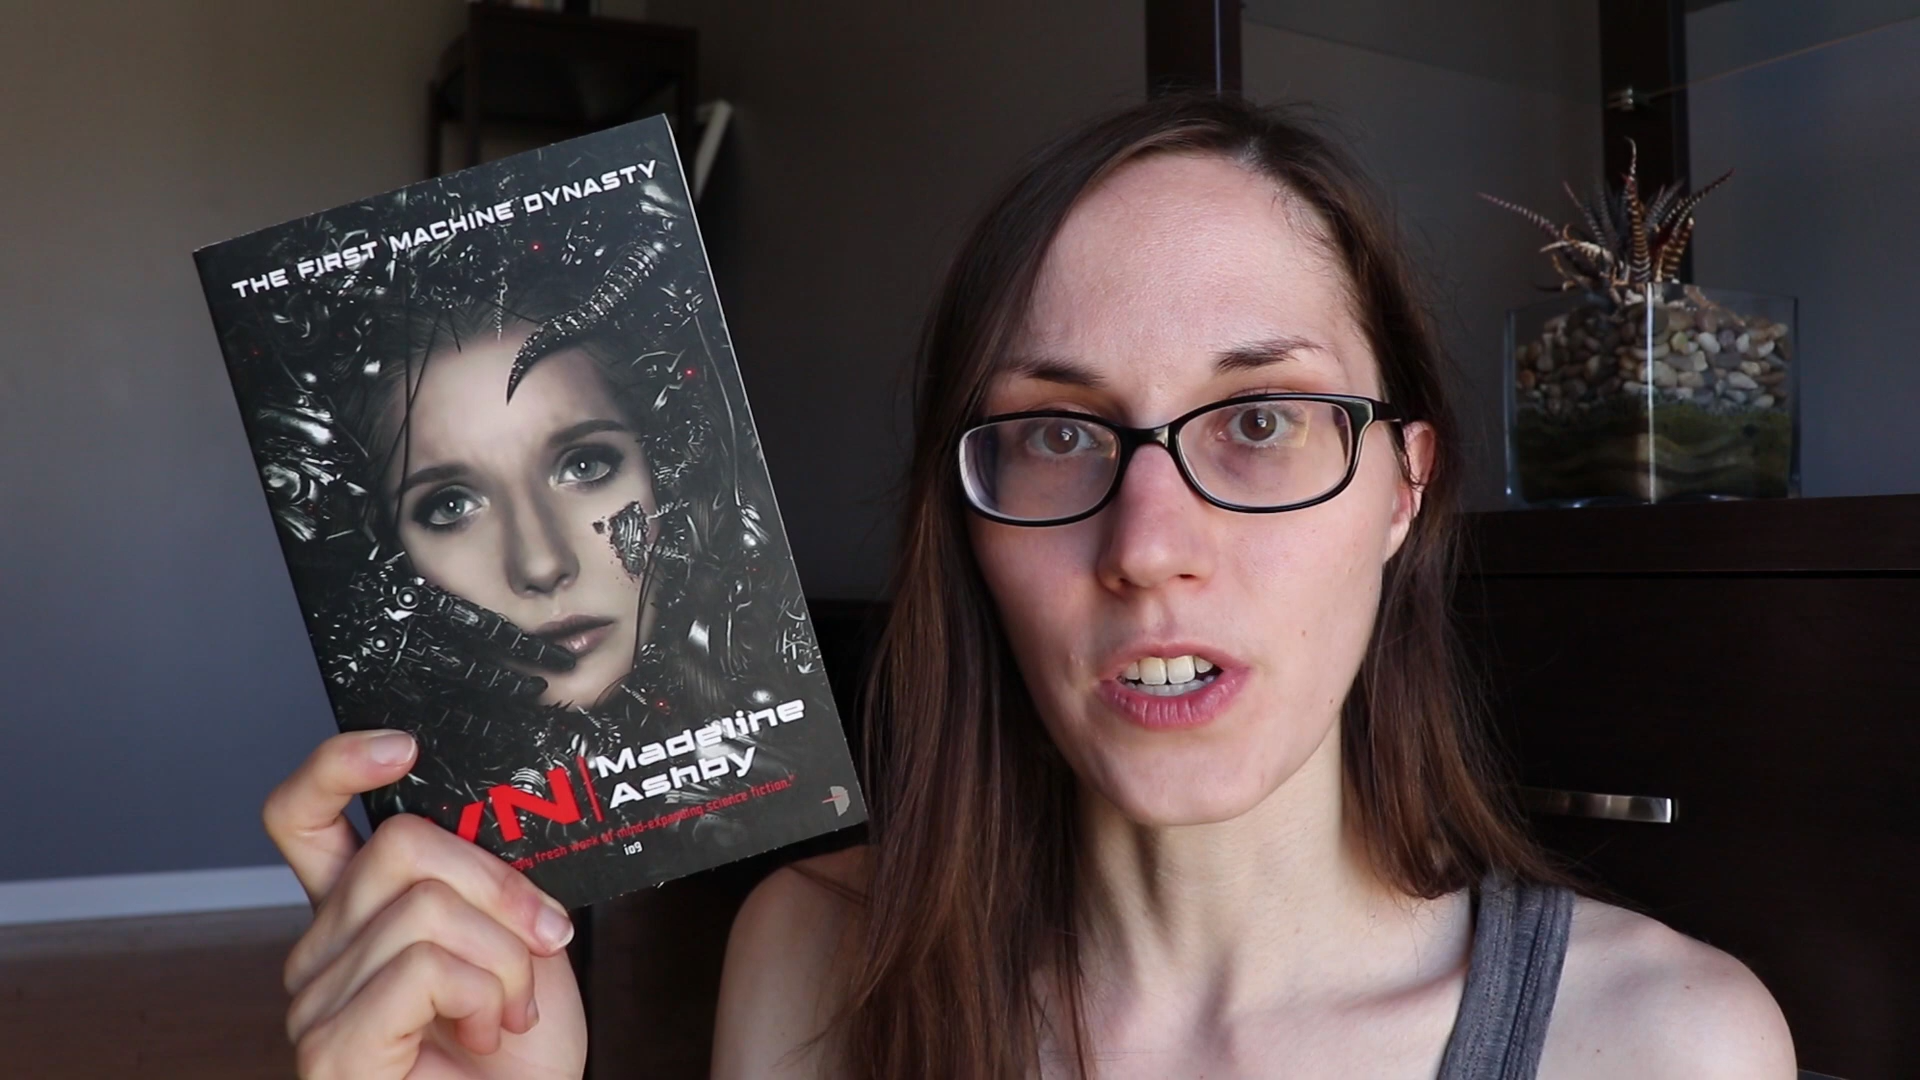 THE FIRST MACHINE DYNASTY
Madeline
VN Ashby
fresh work of mind-expanding science fiction."
io9